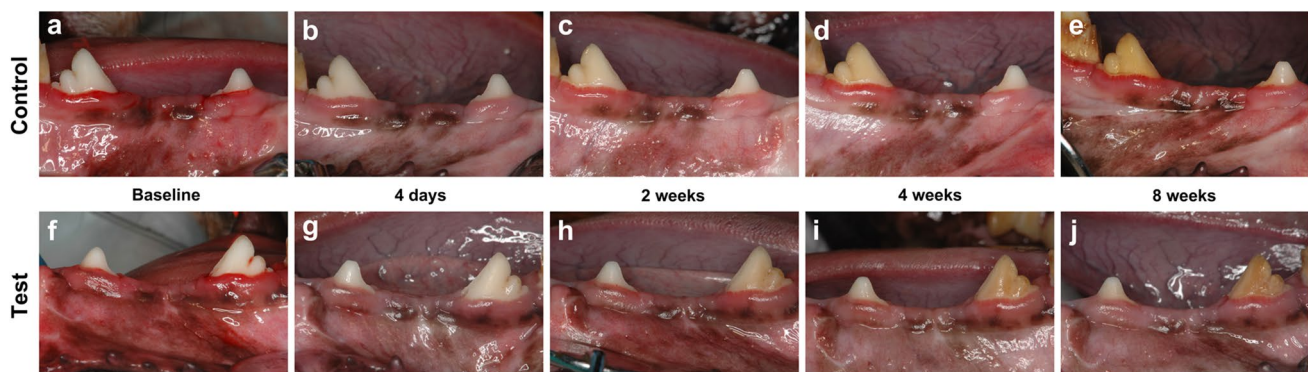 Control
a
b
c
d
e
Baseline
4 days
2 weeks
4 weeks
8 weeks
Test
f
g
h
i
j